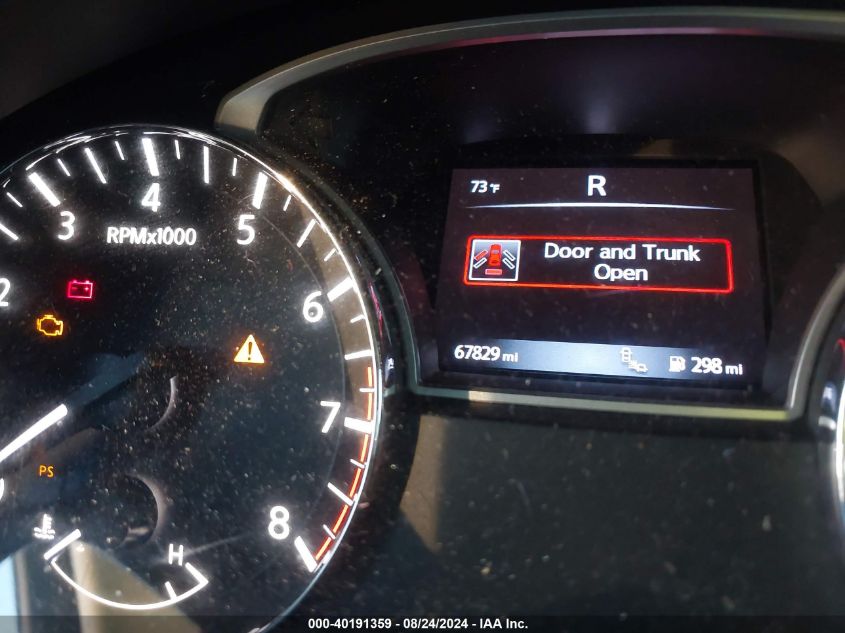 73°F
R
Door and Trunk
Open
67829 mi
298 mi
2
3
4
5
6
7
8
RPMx1000
PS
H
000-40191359 - 08/24/2024 - IAA Inc.